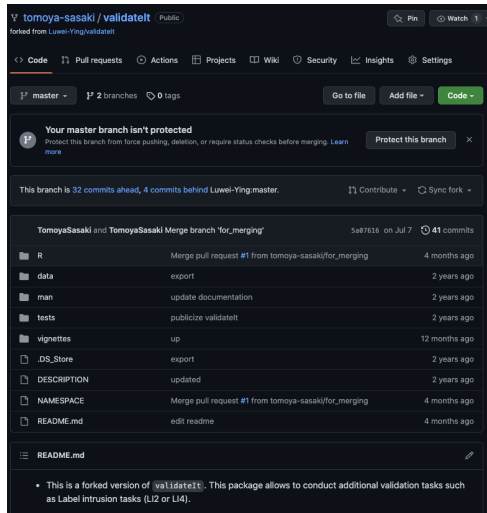 tomoya-sasaki / validateIt Public Pin Watch 1
forked from Luwei-Ying/validateIt
Code Pull requests Actions Projects Wiki Security Insights Settings
master 2 branches 0 tags Go to file Add file Code
Your master branch isn't protected
Protect this branch from force pushing, deletion, or require status checks before merging. Learn
more
Protect this branch
This branch is 32 commits ahead, 4 commits behind Luwei-Ying:master. Contribute Sync fork
TomoyaSasaki and TomoyaSasaki Merge branch 'for_merging' 5a07616 on Jul 7 41 commits
R Merge pull request #1 from tomoya-sasaki/for_merging 4 months ago
data export 2 years ago
man update documentation 2 years ago
tests publicize validateIt 2 years ago
vignettes up 12 months ago
.DS_Store export 2 years ago
DESCRIPTION updated 2 years ago
NAMESPACE Merge pull request #1 from tomoya-sasaki/for_merging 4 months ago
README.md edit readme 4 months ago
README.md
• This is a forked version of validateIt. This package allows to conduct additional validation tasks such
as Label intrusion tasks (LI2 or LI4).